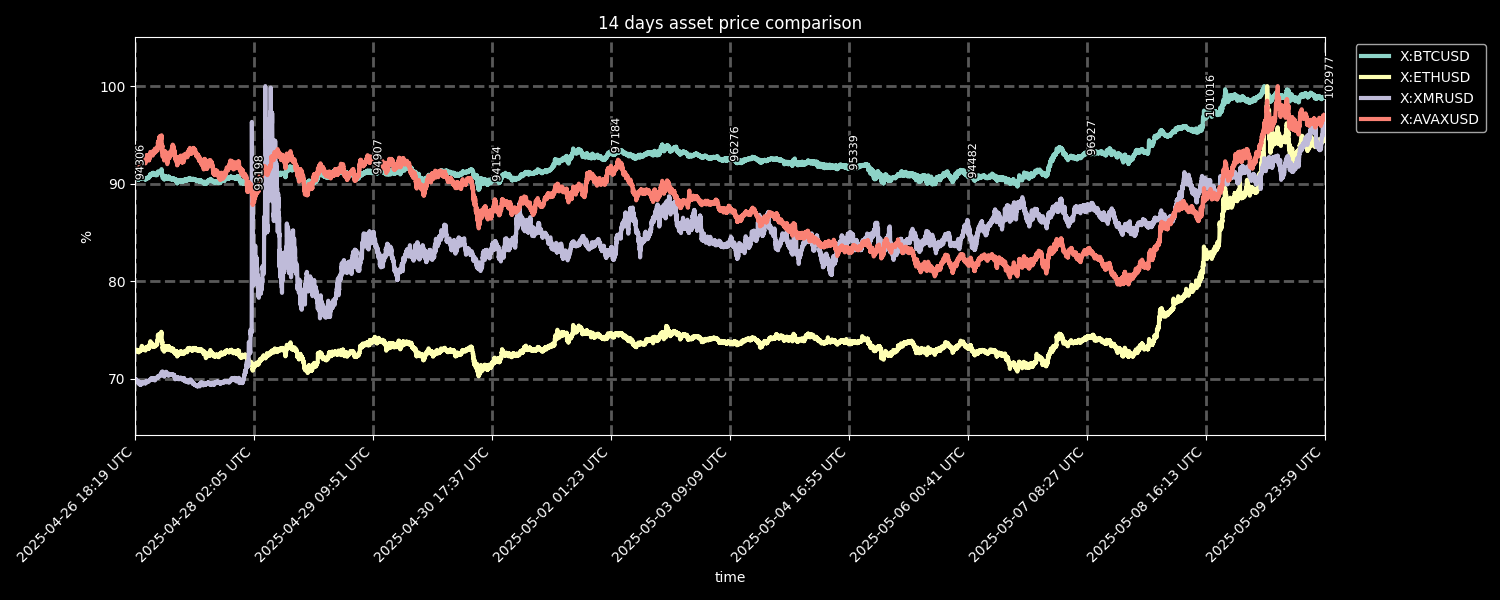 14 days asset price comparison
X:BTCUSD
X:ETHUSD
X:XMRUSD
X:AVAXUSD
%
100
90
80
70
94306
93198
94907
94154
97184
96276
95339
94482
96927
101016
102977
2025-04-26 18:19 UTC
2025-04-28 02:05 UTC
2025-04-29 09:51 UTC
2025-04-30 17:37 UTC
2025-05-02 01:23 UTC
2025-05-03 09:09 UTC
2025-05-04 16:55 UTC
2025-05-06 00:41 UTC
2025-05-07 08:27 UTC
2025-05-08 16:13 UTC
2025-05-09 23:59 UTC
time